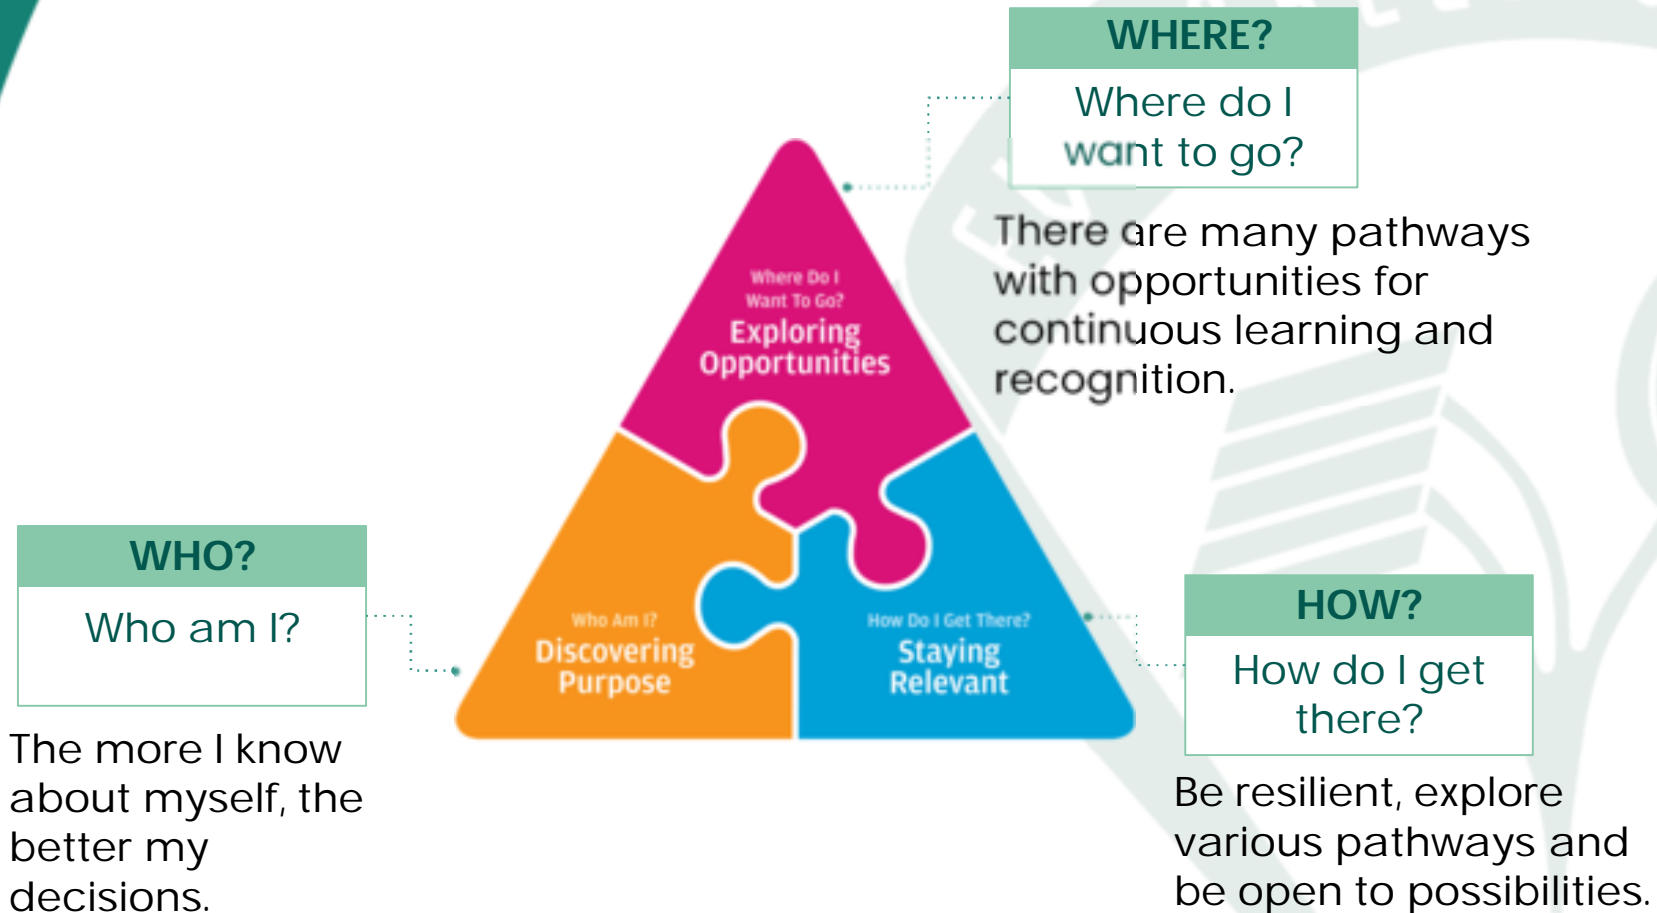 WHERE?
Where do I
want to go?
There are many pathways
with opportunities for
continuous learning and
recognition.
Where Do I
Want To Go?
Exploring
Opportunities
WHO?
Who am I?
The more I know
about myself, the
better my
decisions.
Who Am I?
Discovering
Purpose
How Do I Get There?
Staying
Relevant
HOW?
How do I get
there?
Be resilient, explore
various pathways and
be open to possibilities.